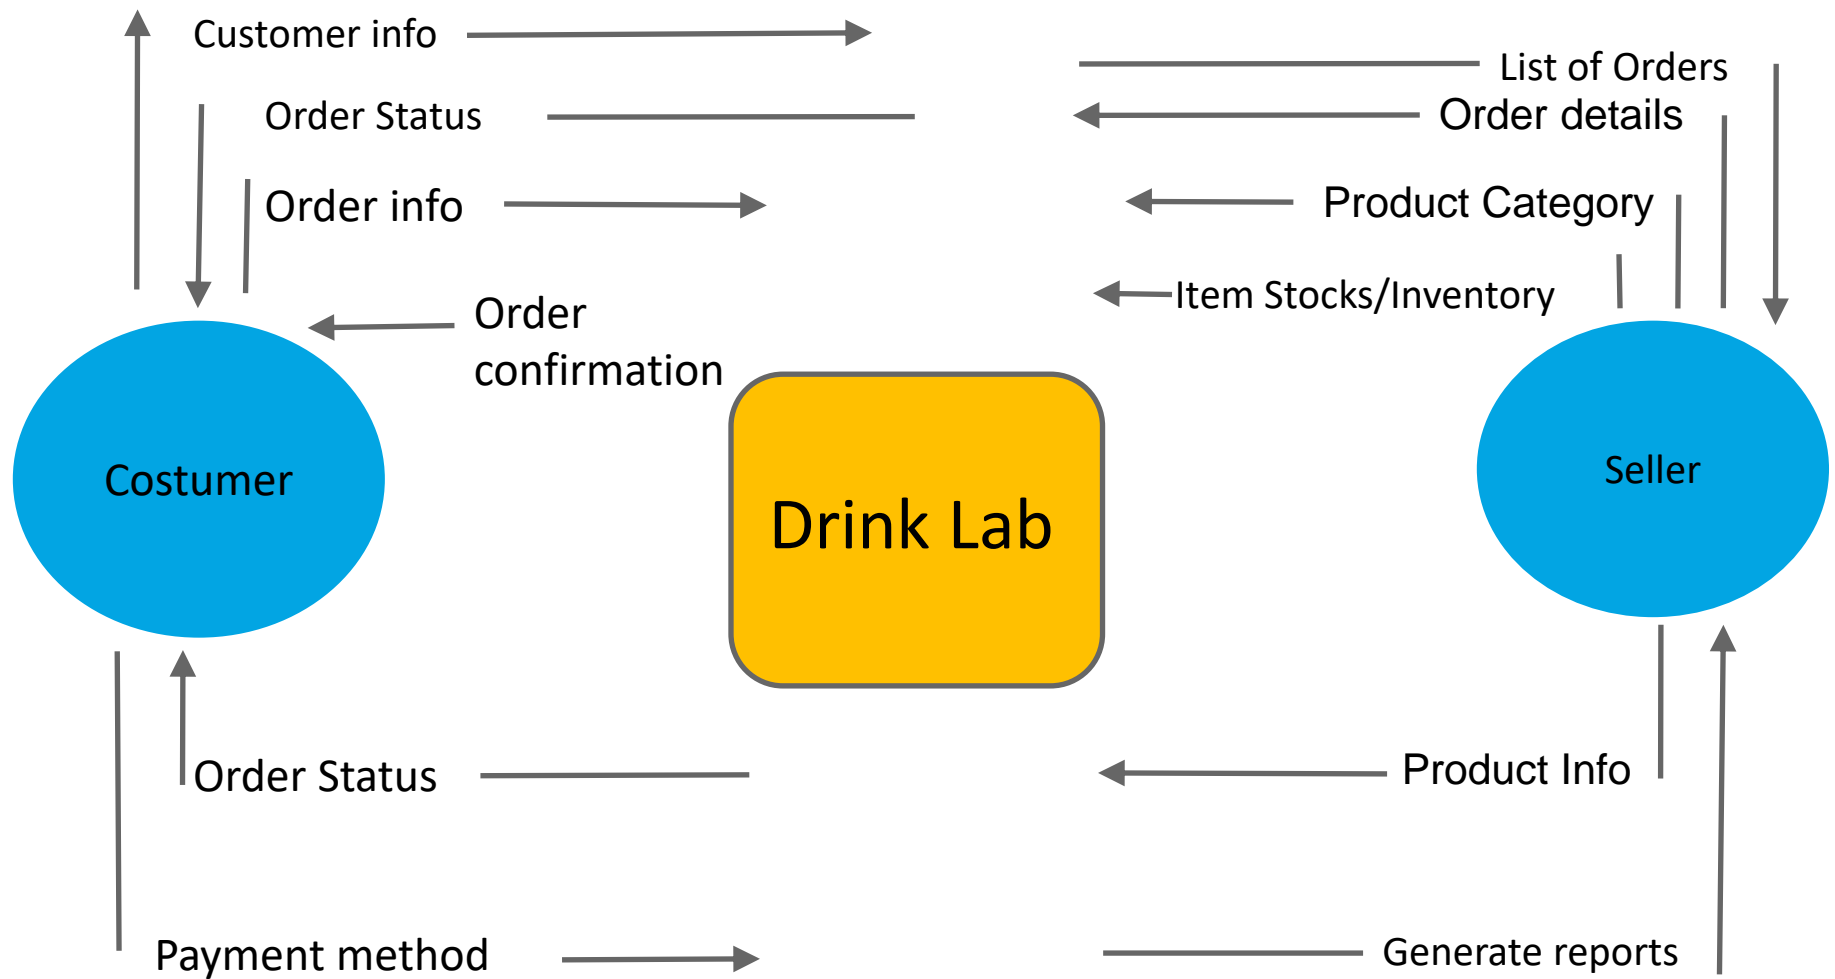 Customer info
List of Orders
Order Status
Order details
Order info
Product Category
Item Stocks/Inventory
Order
confirmation
Costumer
Drink Lab
Seller
Order Status
Product Info
Payment method
Generate reports